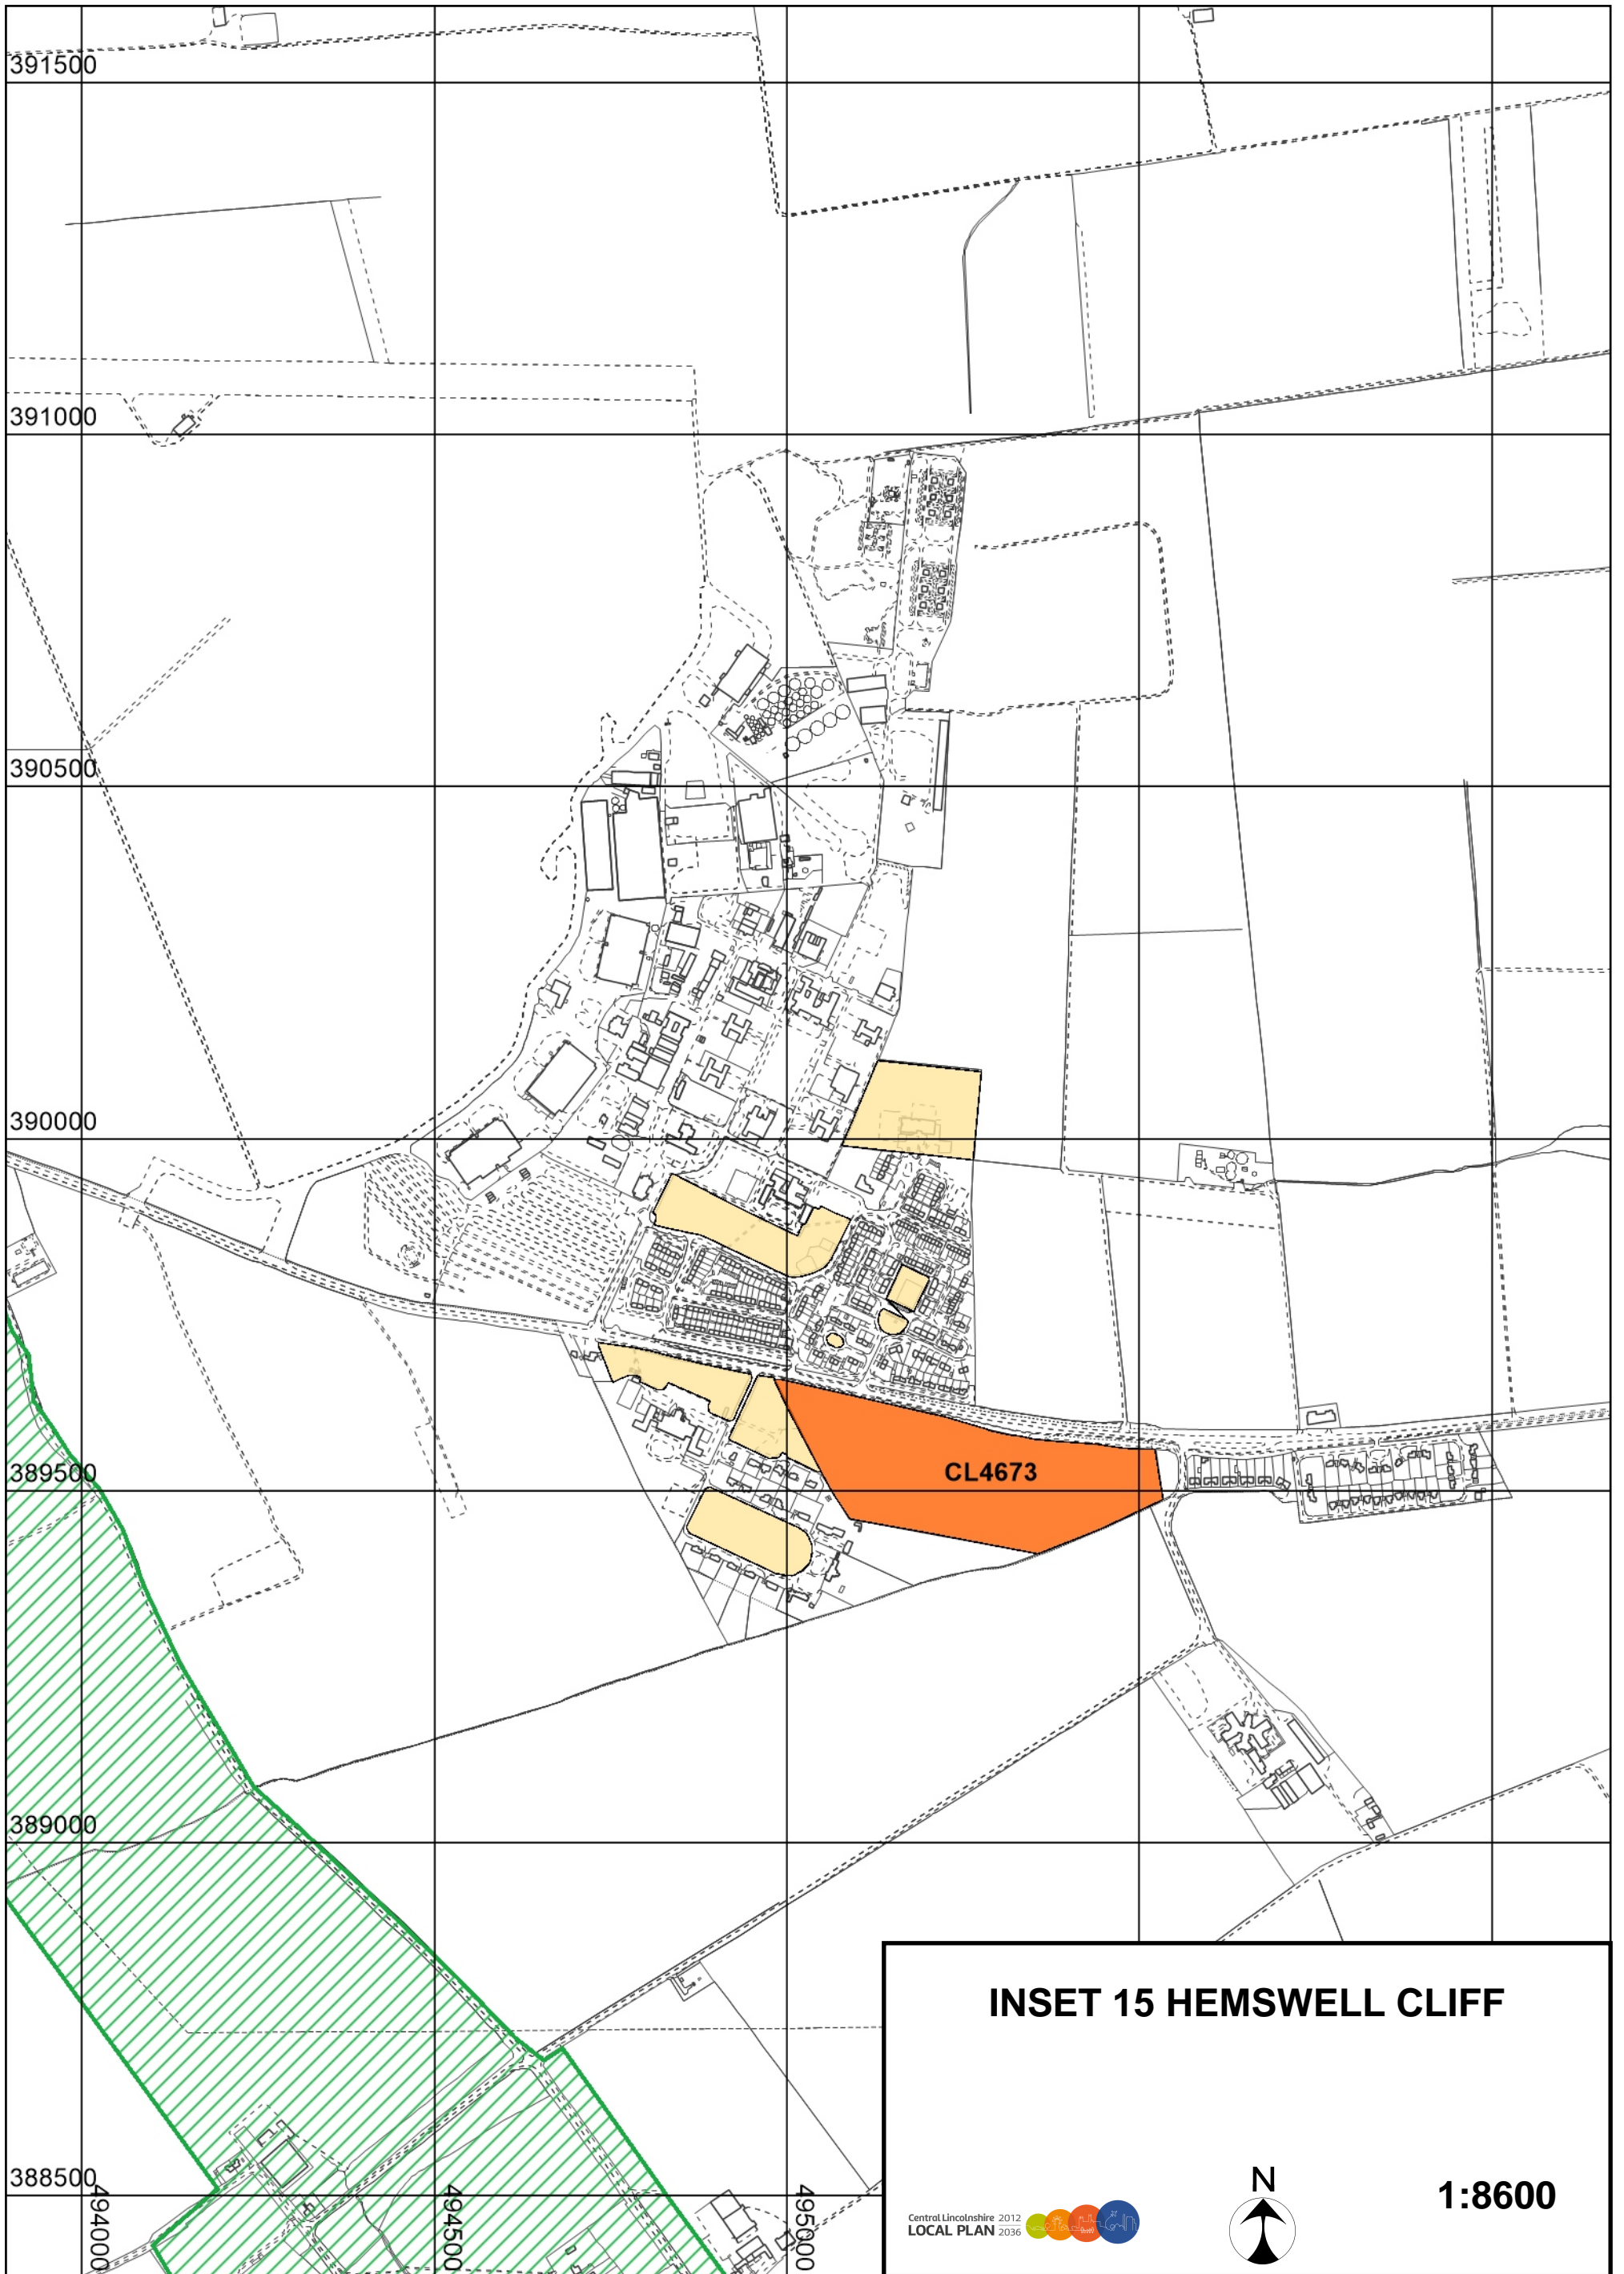 391500
391000
390500
390000
CL4673
389500
389000
INSET 15 HEMSWELL CLIFF
388500
494000
494500
495000
N
1:8600
Central Lincolnshire 2012
LOCAL PLAN 2036